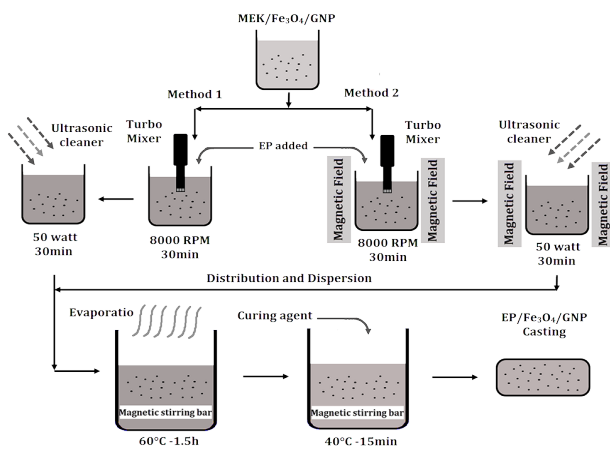 MEK/Fe₃O₄/GNP
Method 1
Method 2
Ultrasonic
cleaner
Turbo
Mixer
EP added
Turbo
Mixer
Ultrasonic
cleaner
Magnetic Field
Magnetic Field
Magnetic Field
Magnetic Field
50 watt
30min
8000 RPM
30min
8000 RPM
30min
50 watt
30min
Distribution and Dispersion
Evaporatio
Curing agent
EP/Fe₃O₄/GNP
Casting
Magnetic stirring bar
Magnetic stirring bar
60°C -1.5h
40°C -15min